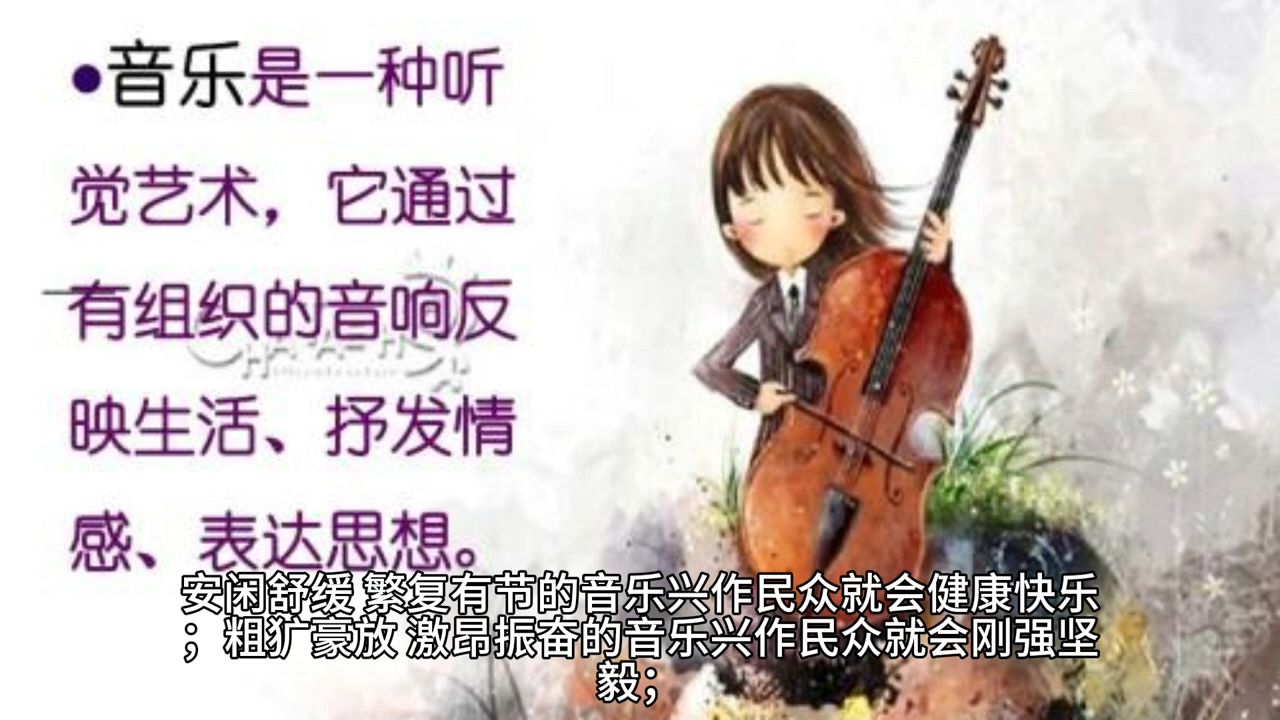 •音乐是一种听
觉艺术，它通过
有组织的音响反
映生活、抒发情
感、表达思想。
安闲舒缓 繁复有节的音乐兴作民众就会健康快乐
；粗犷豪放 激昂振奋的音乐兴作民众就会刚强坚
毅；